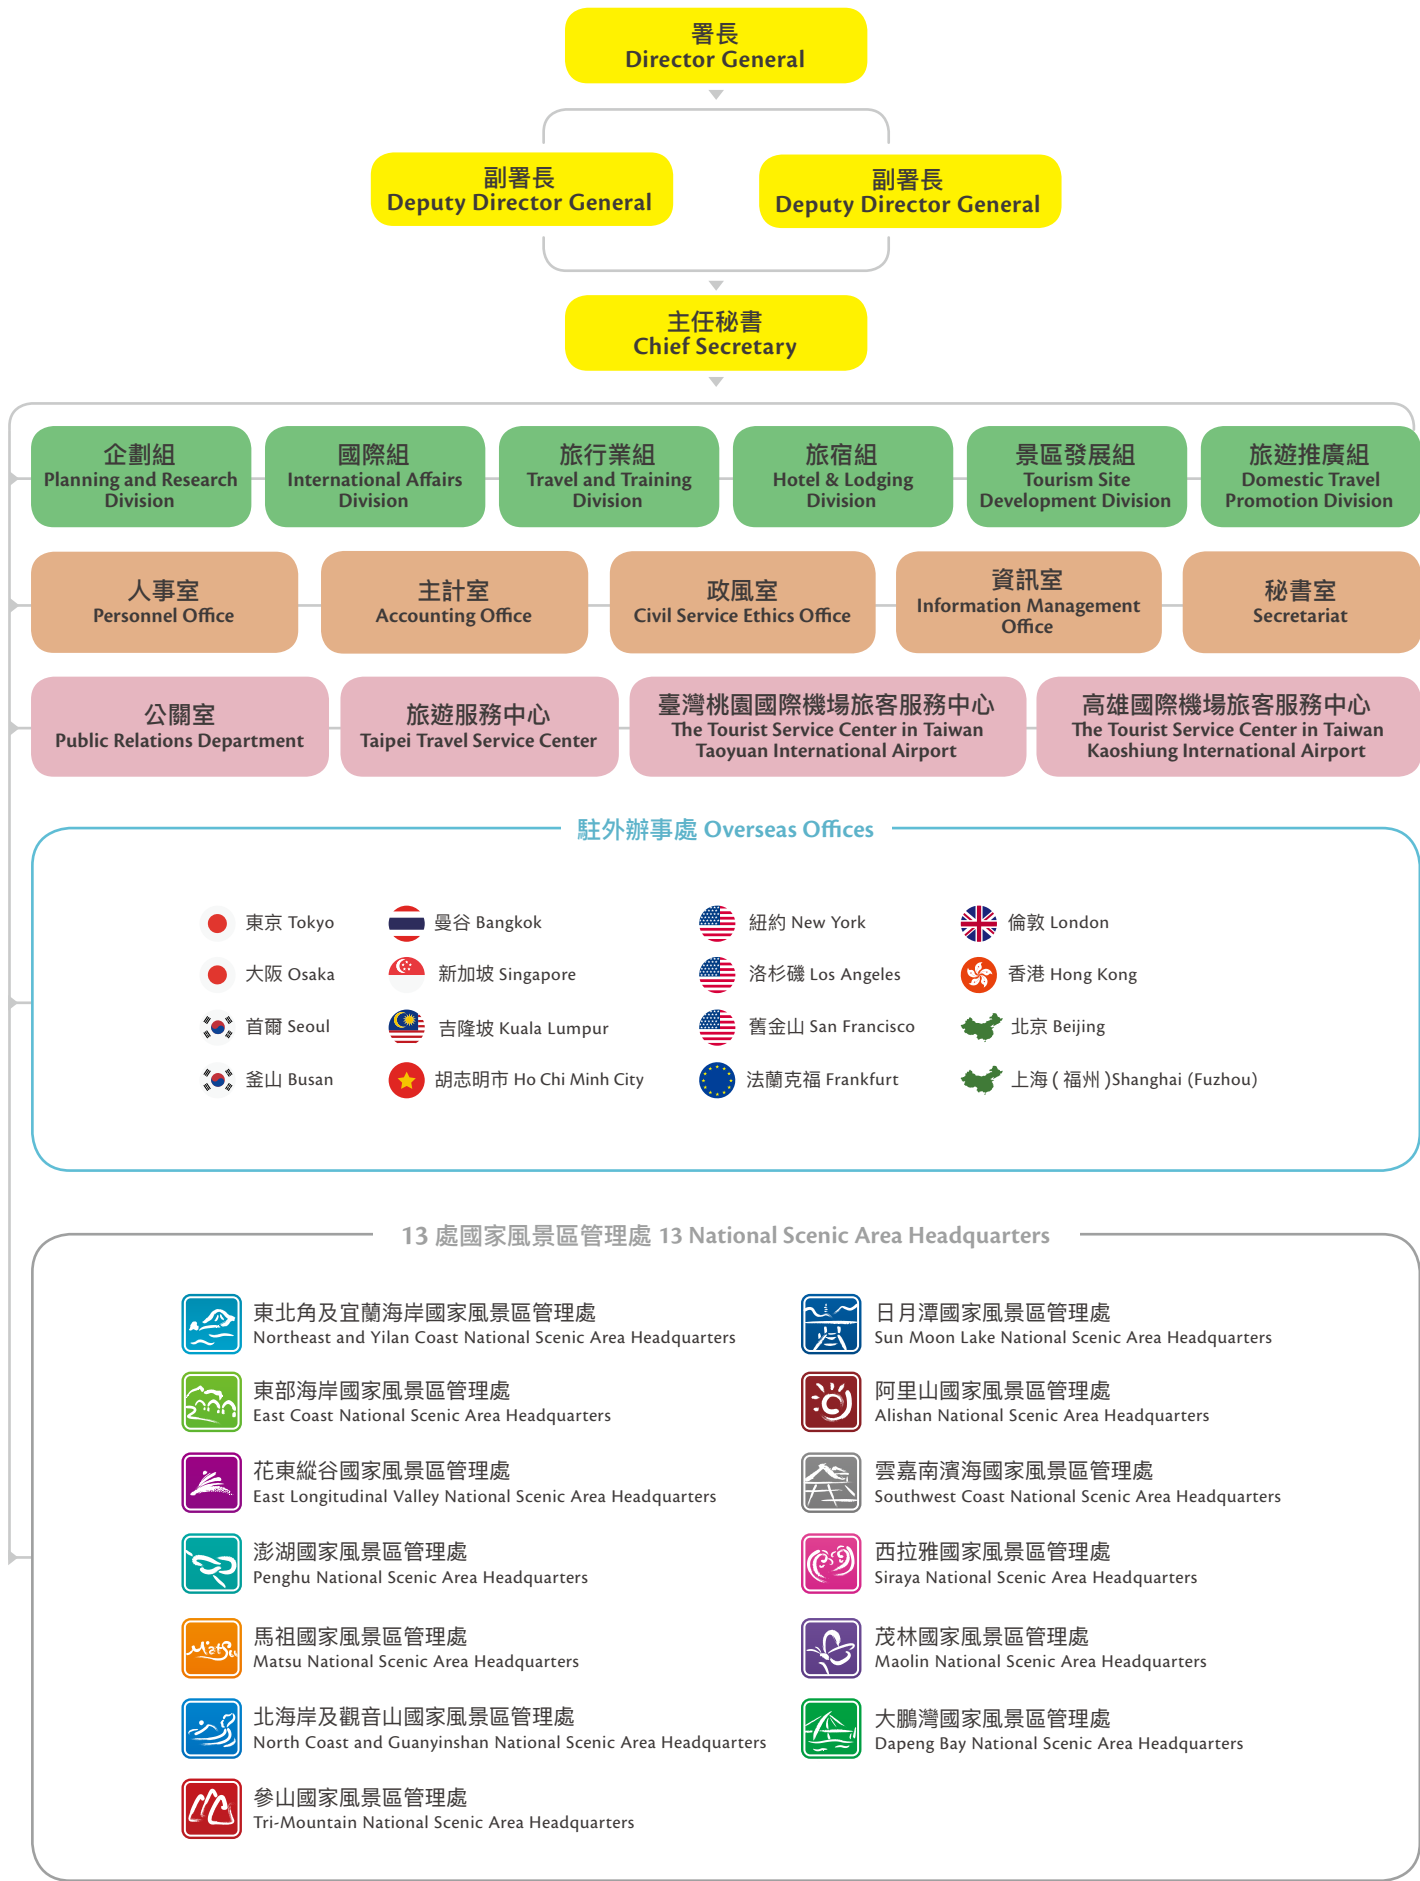 署長
Director General
副署長
Deputy Director General
副署長
Deputy Director General
主任秘書
Chief Secretary
企劃組
Planning and Research
Division
國際組
International Affairs
Division
旅行業組
Travel and Training
Division
旅宿組
Hotel & Lodging
Division
景區發展組
Tourism Site
Development Division
旅遊推廣組
Domestic Travel
Promotion Division
人事室
Personnel Office
主計室
Accounting Office
政風室
Civil Service Ethics Office
資訊室
Information Management
Office
秘書室
Secretariat
公關室
Public Relations Department
旅遊服務中心
Taipei Travel Service Center
臺灣桃園國際機場旅客服務中心
The Tourist Service Center in Taiwan
Taoyuan International Airport
高雄國際機場旅客服務中心
The Tourist Service Center in Taiwan
Kaoshiung International Airport
駐外辦事處 Overseas Offices
東京 Tokyo
曼谷 Bangkok
紐約 New York
倫敦 London
大阪 Osaka
新加坡 Singapore
洛杉磯 Los Angeles
香港 Hong Kong
首爾 Seoul
吉隆坡 Kuala Lumpur
舊金山 San Francisco
北京 Beijing
釜山 Busan
胡志明市 Ho Chi Minh City
法蘭克福 Frankfurt
上海 ( 福州 )Shanghai (Fuzhou)
13 處國家風景區管理處 13 National Scenic Area Headquarters
東北角及宜蘭海岸國家風景區管理處
Northeast and Yilan Coast National Scenic Area Headquarters
日月潭國家風景區管理處
Sun Moon Lake National Scenic Area Headquarters
東部海岸國家風景區管理處
East Coast National Scenic Area Headquarters
阿里山國家風景區管理處
Alishan National Scenic Area Headquarters
花東縱谷國家風景區管理處
East Longitudinal Valley National Scenic Area Headquarters
雲嘉南濱海國家風景區管理處
Southwest Coast National Scenic Area Headquarters
澎湖國家風景區管理處
Penghu National Scenic Area Headquarters
西拉雅國家風景區管理處
Siraya National Scenic Area Headquarters
Matsu
馬祖國家風景區管理處
Matsu National Scenic Area Headquarters
茂林國家風景區管理處
Maolin National Scenic Area Headquarters
北海岸及觀音山國家風景區管理處
North Coast and Guanyinshan National Scenic Area Headquarters
大鵬灣國家風景區管理處
Dapeng Bay National Scenic Area Headquarters
參山國家風景區管理處
Tri-Mountain National Scenic Area Headquarters